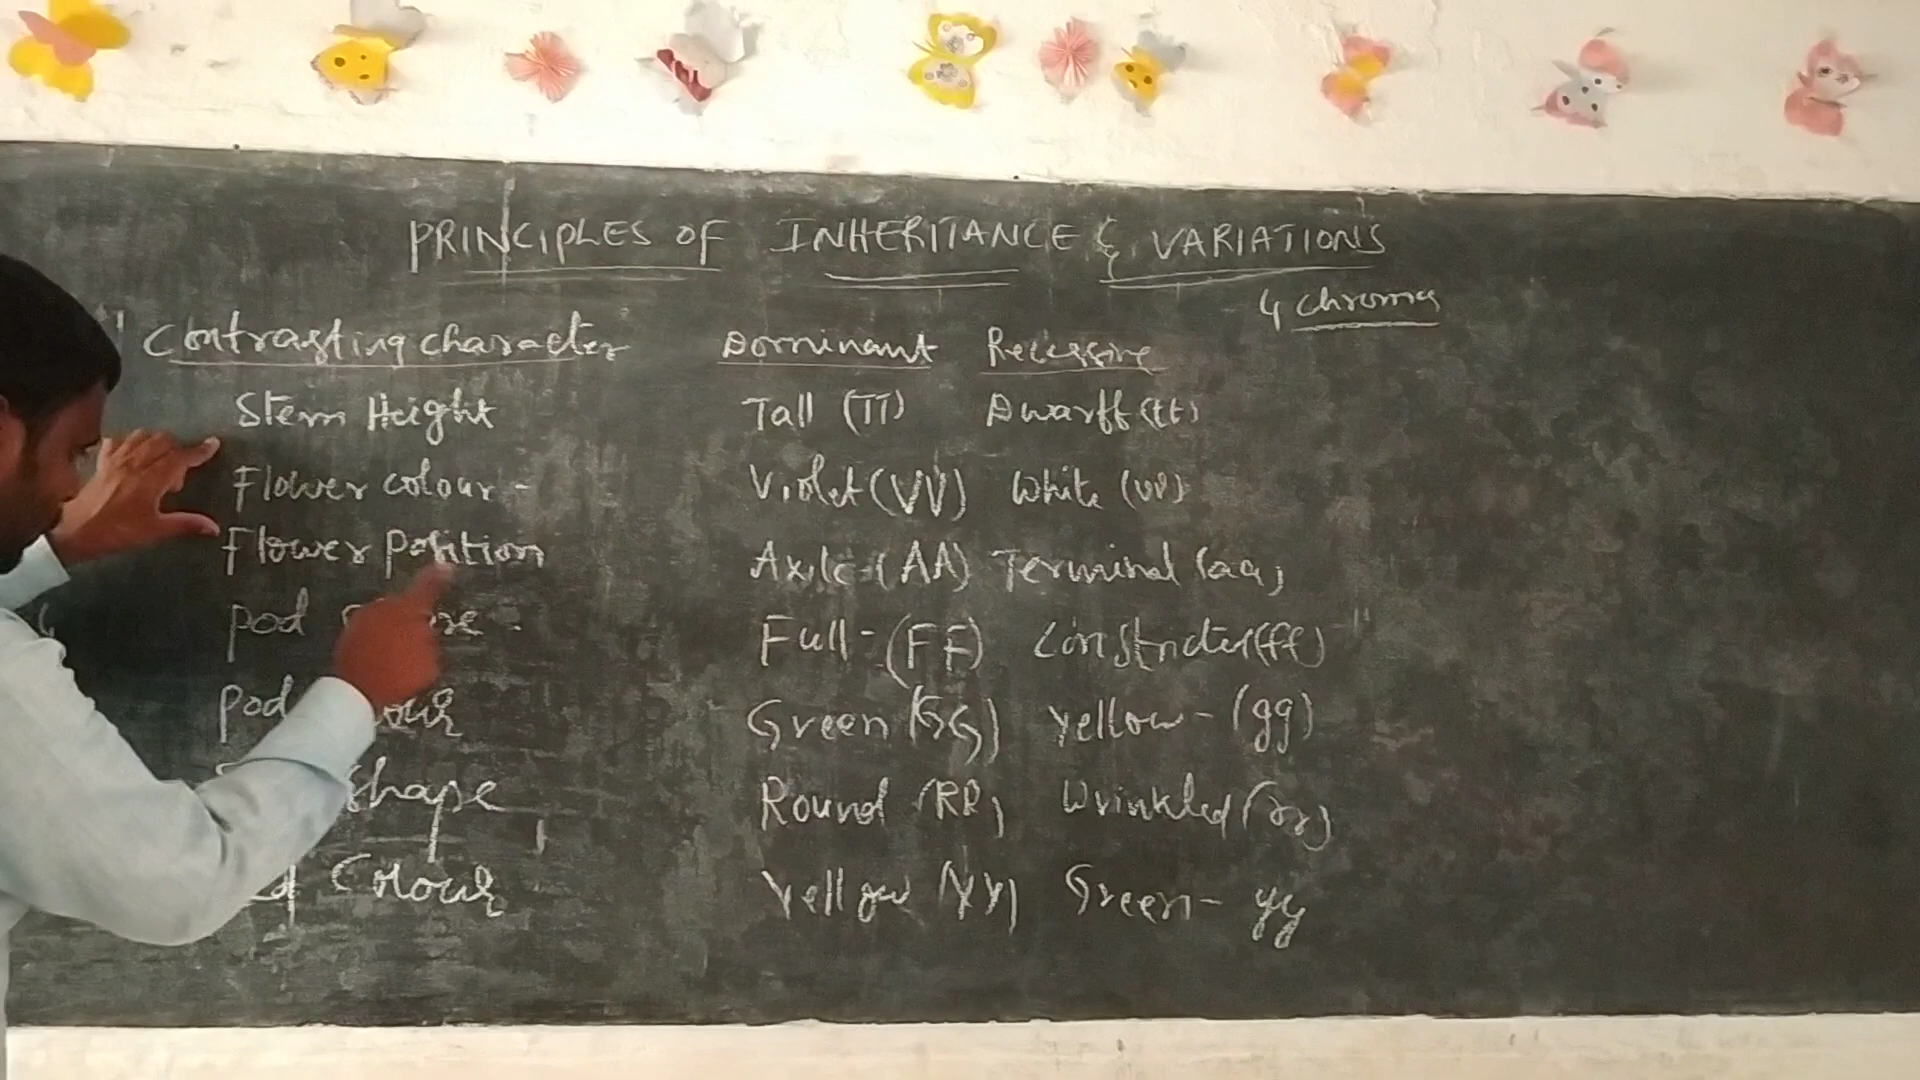 PRINCIPLES OF INHERITANCE & VARIATIONS
4 chromos
Contrasting character Dominant Recessive
Stem Height Tall (TT) Dwarff (tt)
Flower colour - Violet (VV) White (vv)
Flower Position Axile (AA) Terminal (aa)
pod Full - (FF) Constricted (ff)
pod Green (GG) Yellow - (gg)
Shape Round (RR) Wrinkled (rr)
Colour Yellow (YY) Green - yy